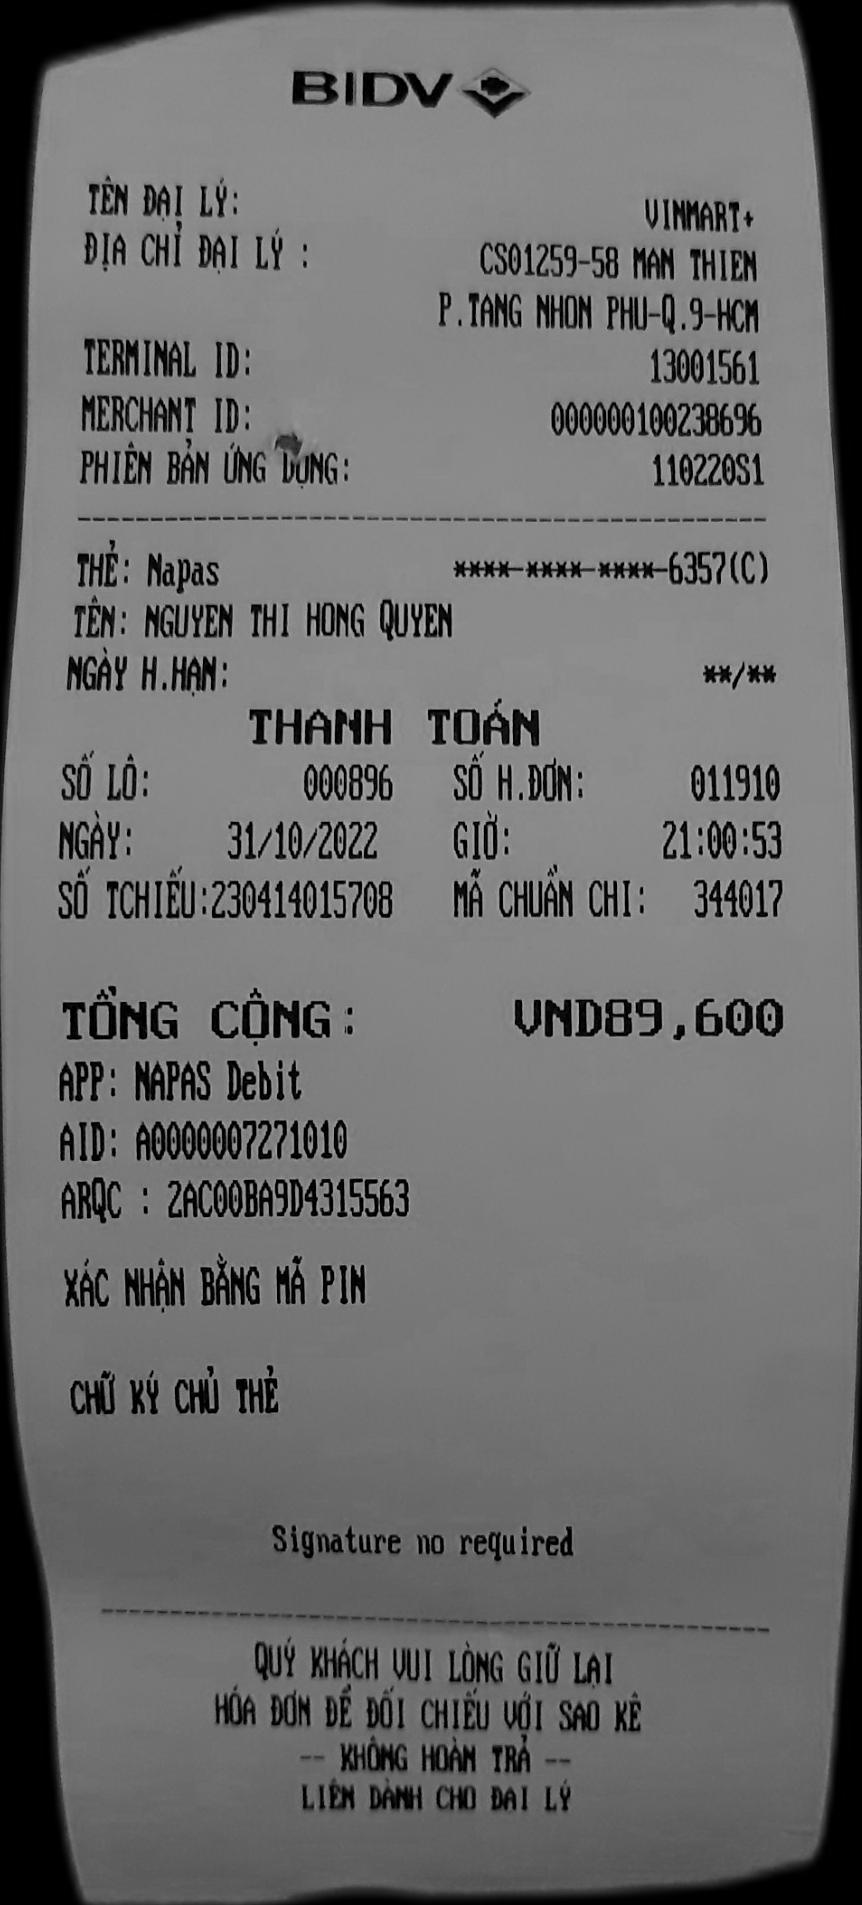 BIDV
TÊN ĐẠI LÝ: VINMART+
ĐỊA CHỈ ĐẠI LÝ : CS01259-58 MAN THIEN
P.TANG NHON PHU-Q.9-HCM
TERMINAL ID: 13001561
MERCHANT ID: 000000100238696
PHIÊN BẢN ỨNG DỤNG: 110220S1
THẺ: Napas ****-****-****-6357(C)
TÊN: NGUYEN THI HONG QUYEN
NGÀY H.HẠN: **/**
THANH TOÁN
SỐ LÔ: 000896 SỐ H.ĐƠN: 011910
NGÀY: 31/10/2022 GIỜ: 21:00:53
SỐ TCHIẾU:230414015708 MÃ CHUẨN CHI: 344017
TỔNG CỘNG: VND89,600
APP: NAPAS Debit
AID: A0000007271010
ARQC : 2AC00BA9D4315563
XÁC NHẬN BẰNG MÃ PIN
CHỮ KÝ CHỦ THẺ
Signature no required
QUÝ KHÁCH VUI LÒNG GIỮ LẠI
HÓA ĐƠN ĐỂ ĐỐI CHIẾU VỚI SAO KÊ
-- KHÔNG HOÀN TRẢ --
LIÊN DÀNH CHO ĐẠI LÝ